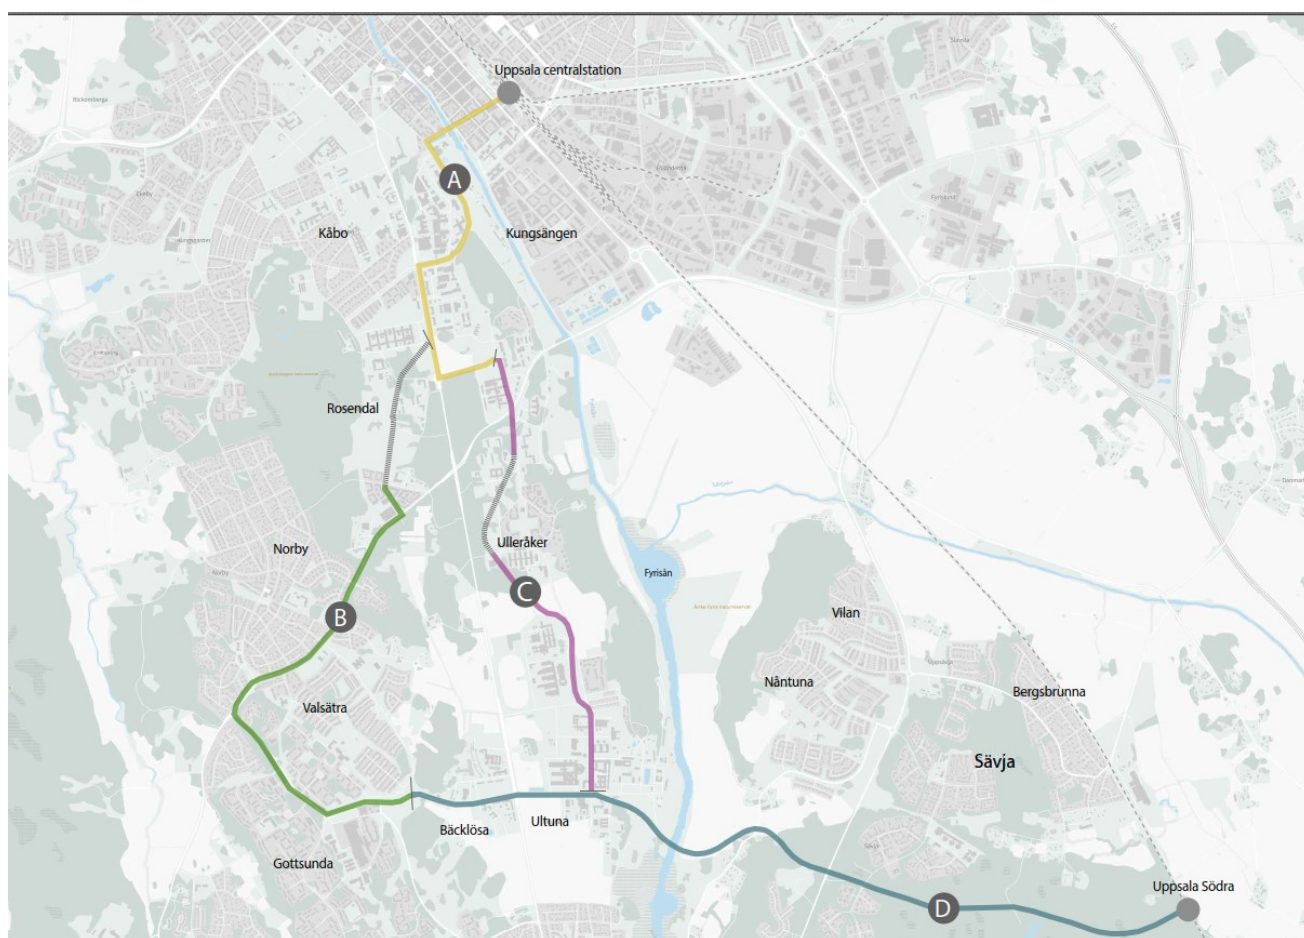 Uppsala centralstation
A
Kåbo
Kungsängen
Rosendal
Norby
Ulleråker
Fyrisån
C
B
Vilan
Nåntuna
Bergsbrunna
Valsätra
Sävja
Bäcklösa
Ultuna
Gottsunda
Uppsala Södra
D